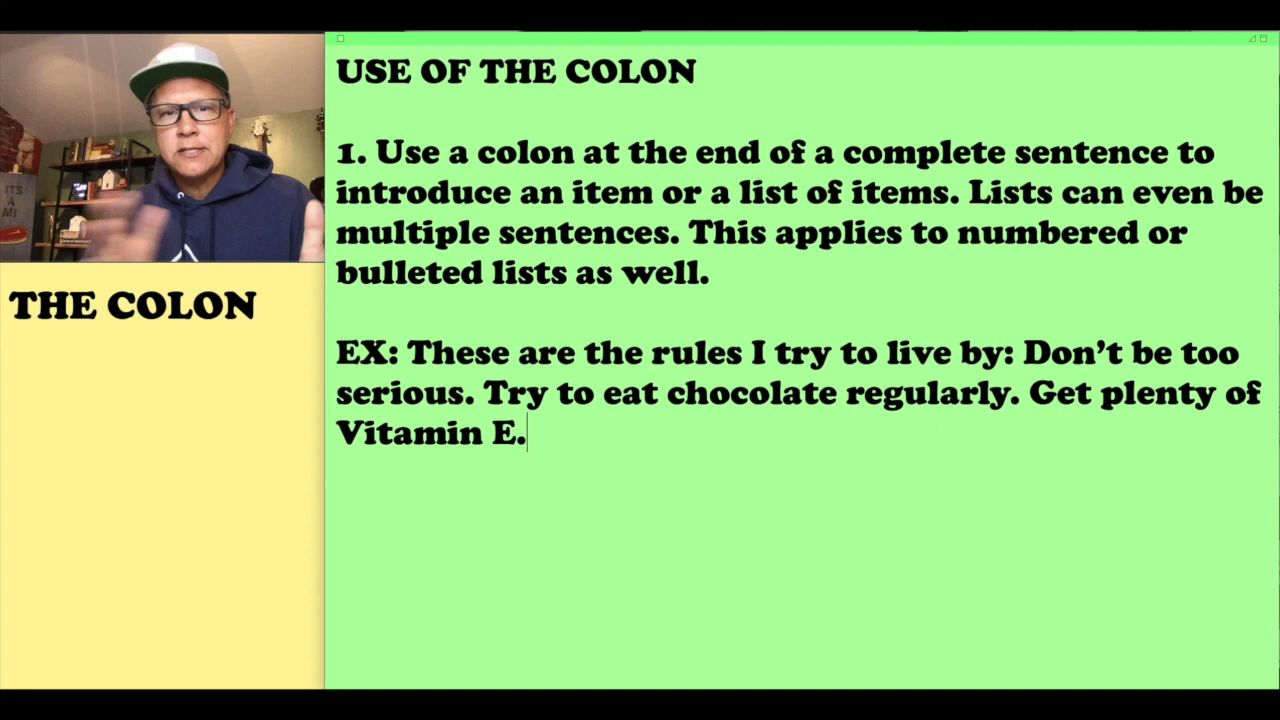 ITS
A
MI
THE COLON
USE OF THE COLON
1. Use a colon at the end of a complete sentence to
introduce an item or a list of items. Lists can even be
multiple sentences. This applies to numbered or
bulleted lists as well.
EX: These are the rules I try to live by: Don’t be too
serious. Try to eat chocolate regularly. Get plenty of
Vitamin E.